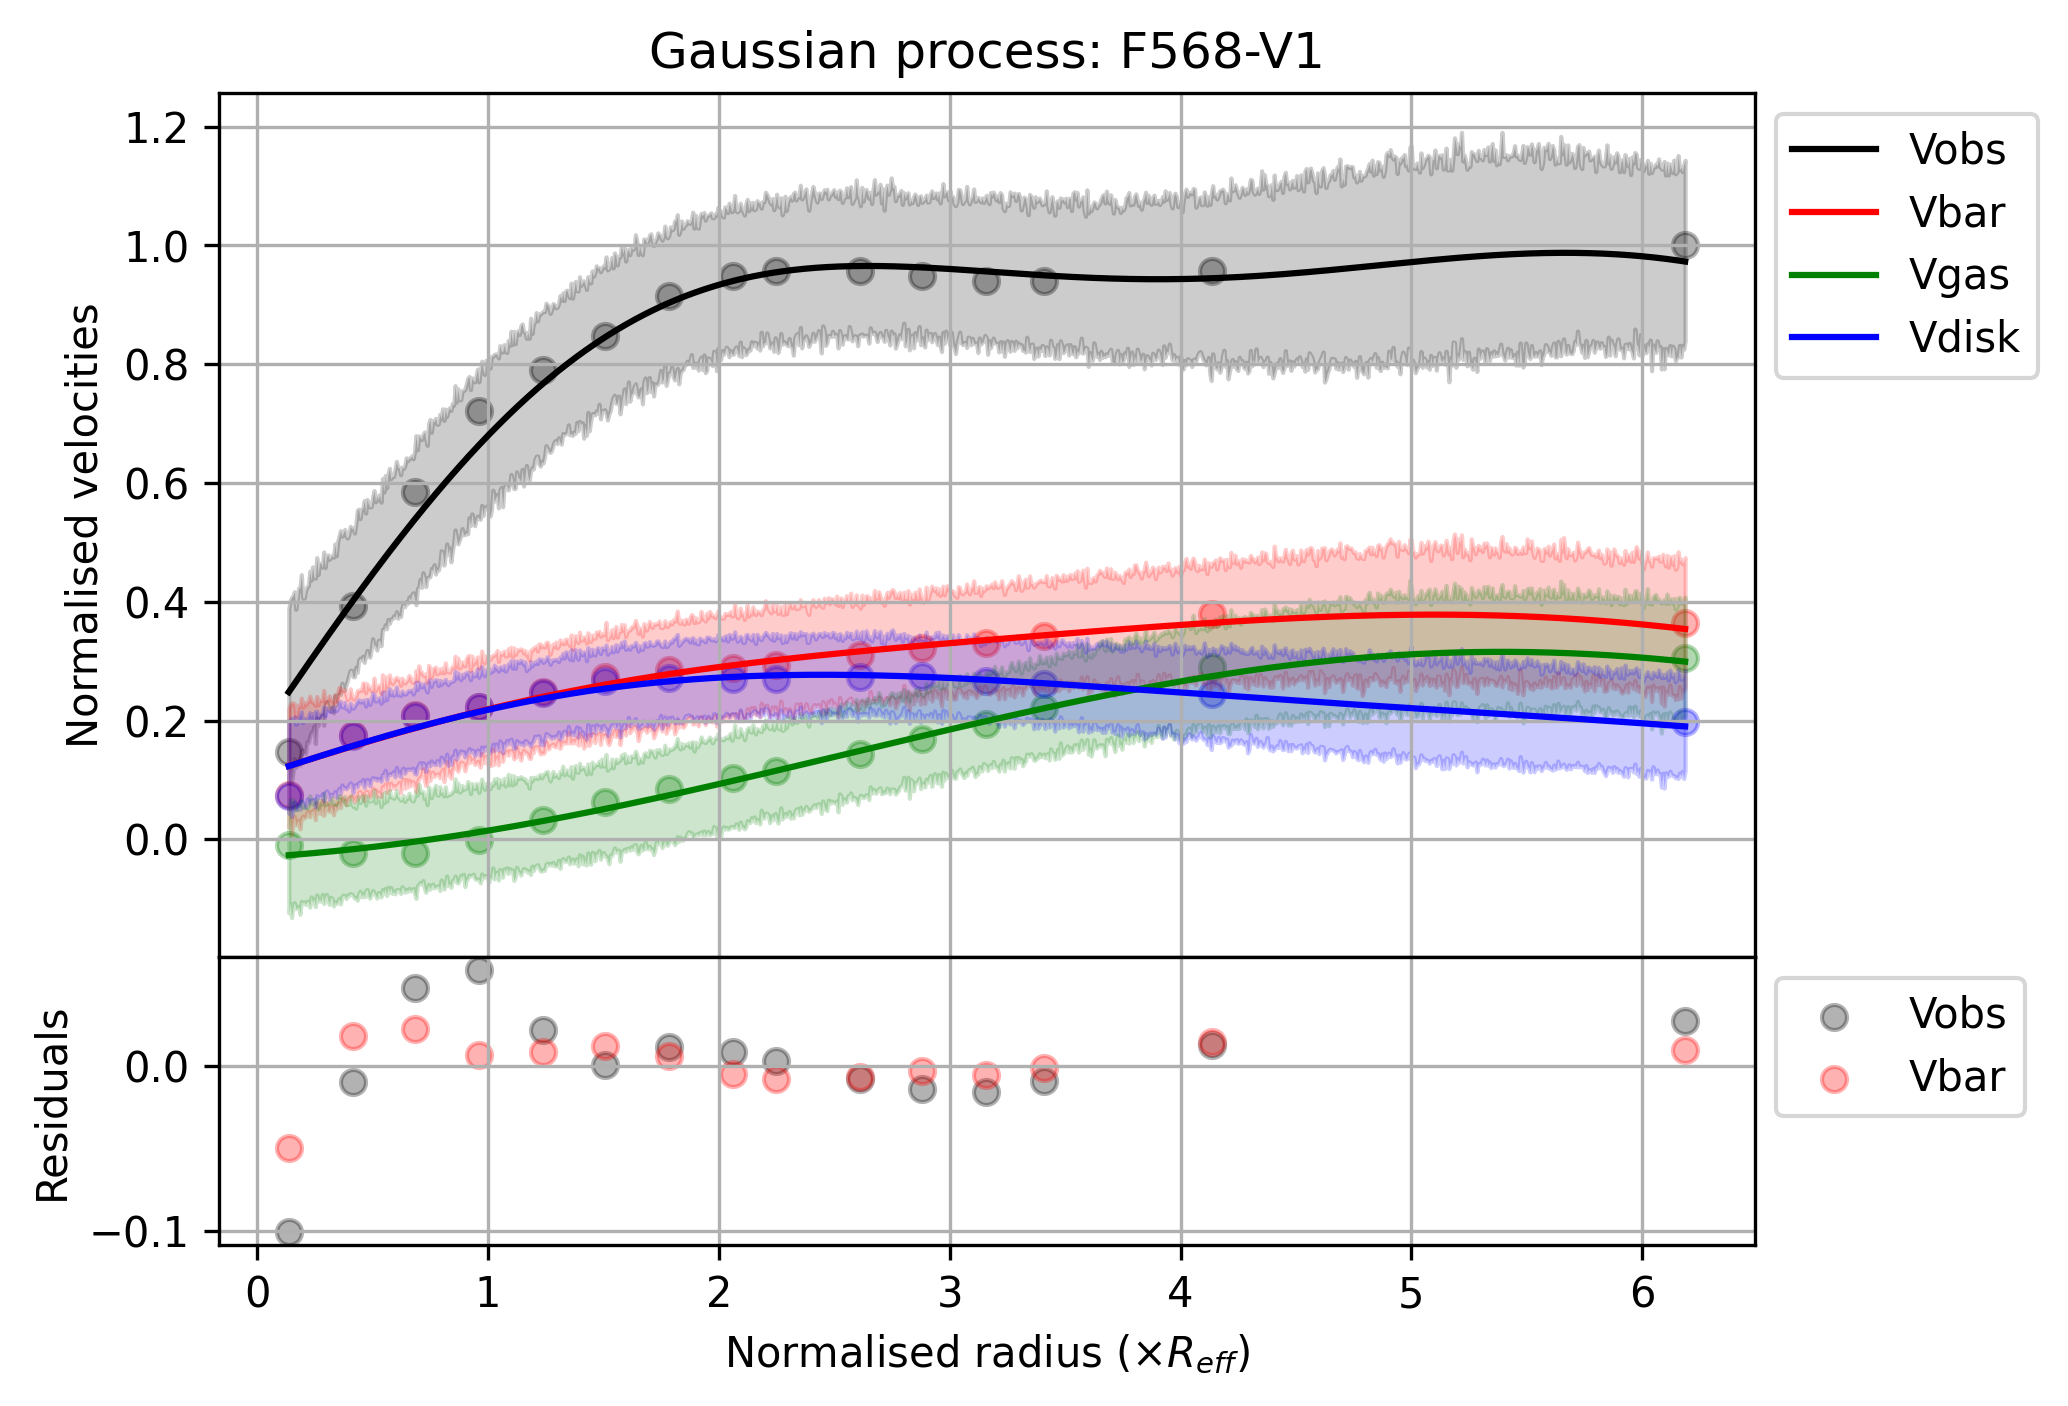 Gaussian process: F568-V1
Normalised velocities
1.2
1.0
0.8
0.6
0.4
0.2
0.0
Vobs
Vbar
Vgas
Vdisk
Residuals
0.0
−0.1
Vobs
Vbar
0 1 2 3 4 5 6
Normalised radius (×R_{eff})